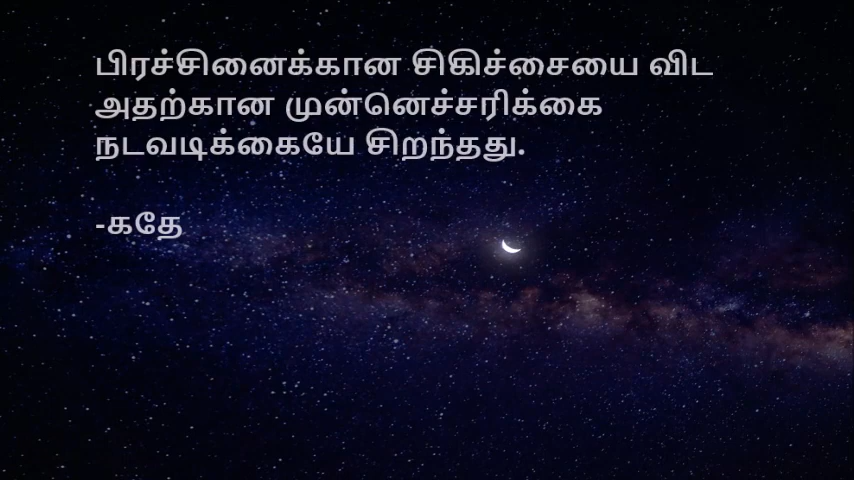 பிரச்சினைக்கான சிகிச்சையை விட
அதற்கான முன்னெச்சரிக்கை
நடவடிக்கையே சிறந்தது.
-கதே